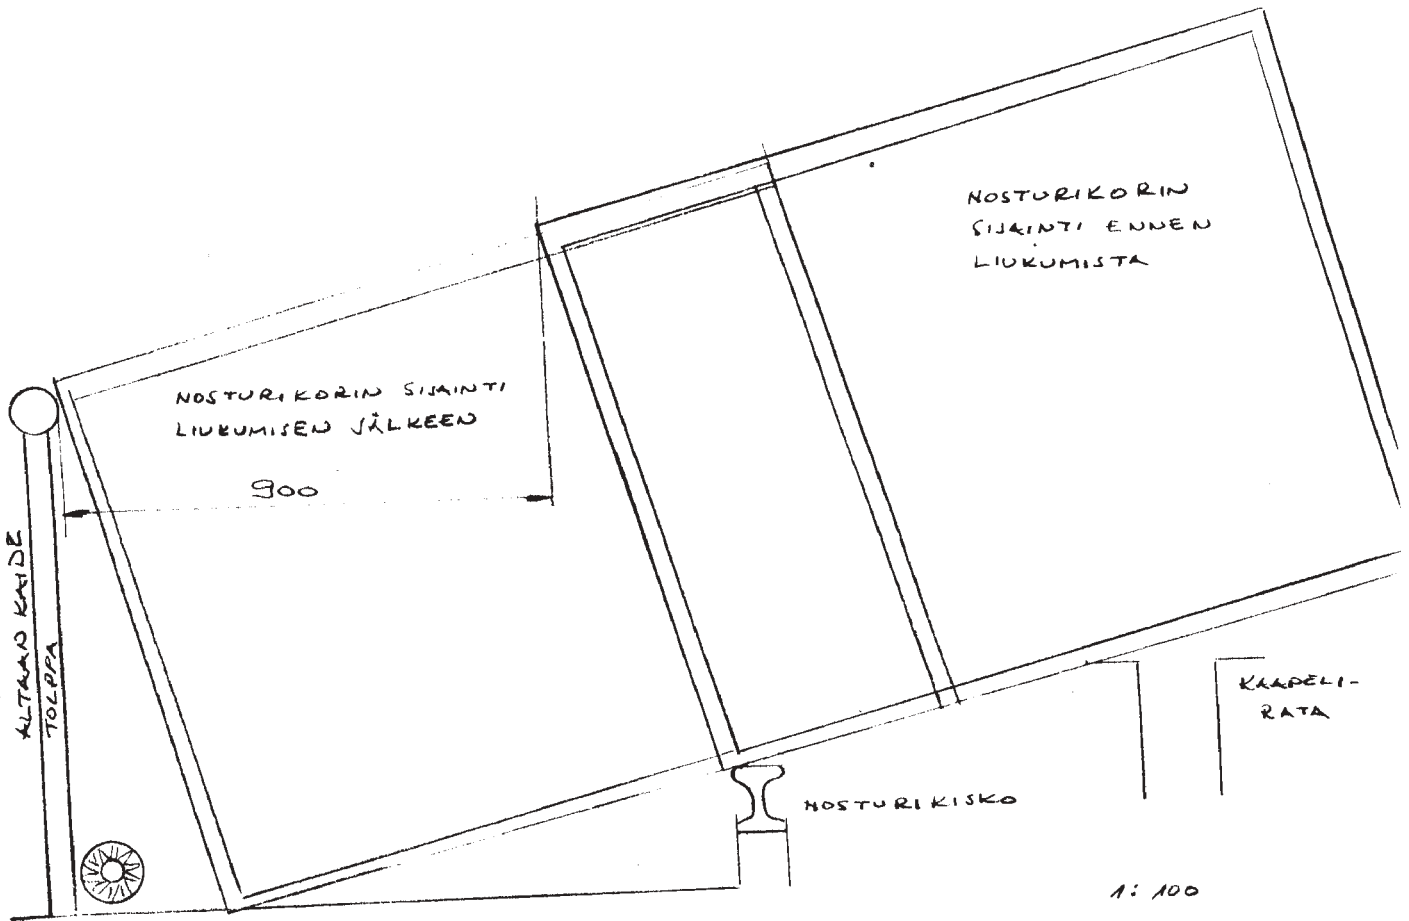 NOSTURIKORIN
SIJAINTI ENNEN
LIUKUMISTA
NOSTURIKORIN SIJAINTI
LIUKUMISEN JÄLKEEN
900
ALTAAN KAIDE
TOLPPA
KAAPELI-
RATA
NOSTURIKISKO
1:100